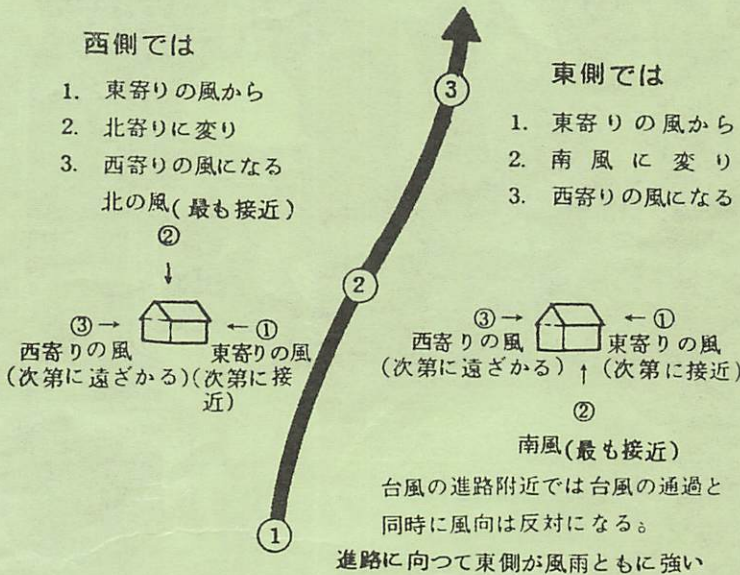 西側では
1. 東寄りの風から
2. 北寄りに変り
3. 西寄りの風になる
北の風(最も接近)
②
③→
←①
西寄りの風
(次第に遠ざかる)
東寄りの風
(次第に接
近)
③
②
①
東側では
1. 東寄りの風から
2. 南風に変り
3. 西寄りの風になる
③→
←①
西寄りの風
(次第に遠ざかる)
東寄りの風
(次第に接近)
②
南風(最も接近)
台風の進路附近では台風の通過と
同時に風向は反対になる。
進路に向つて東側が風雨ともに強い